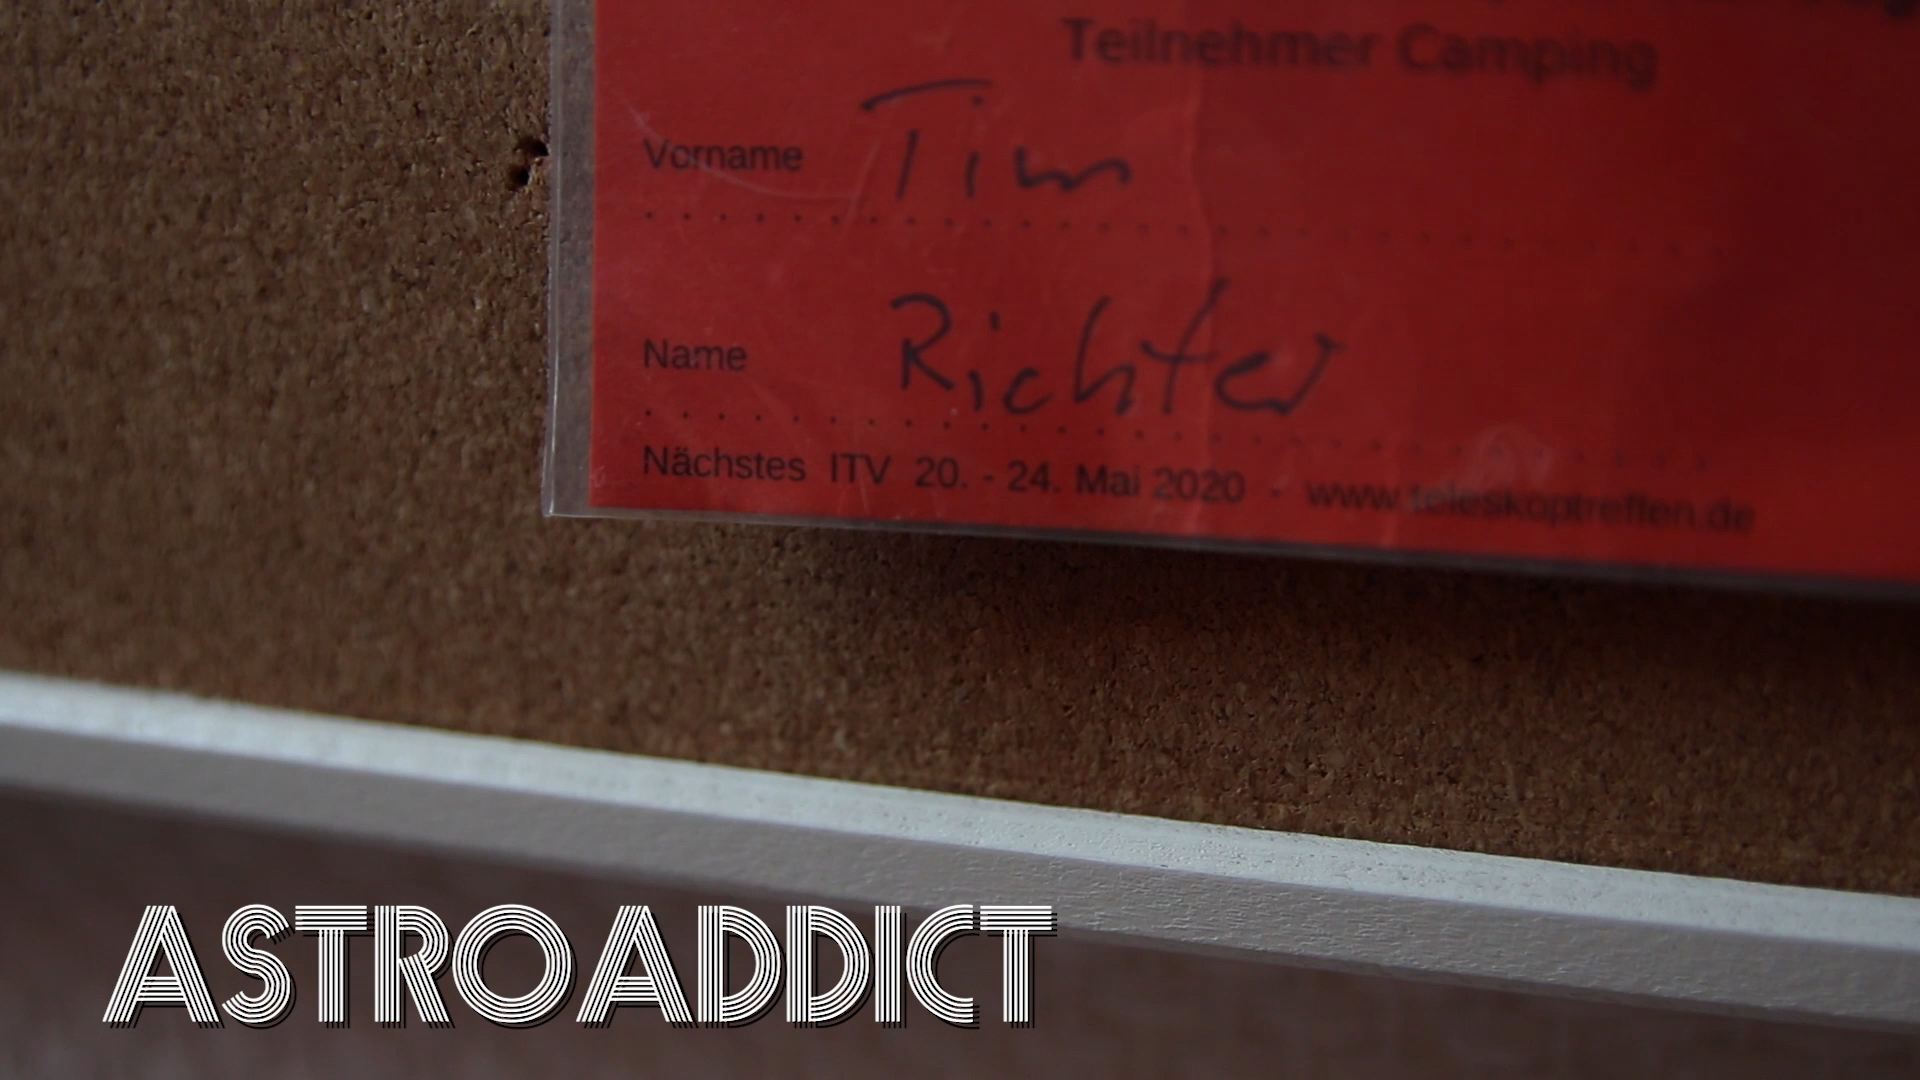 Teilnehmer Camping
Vorname Tim
Name Richter
Nächstes ITV 20. - 24. Mai 2020 - www.teleskoptreffen.de
ASTROADDICT